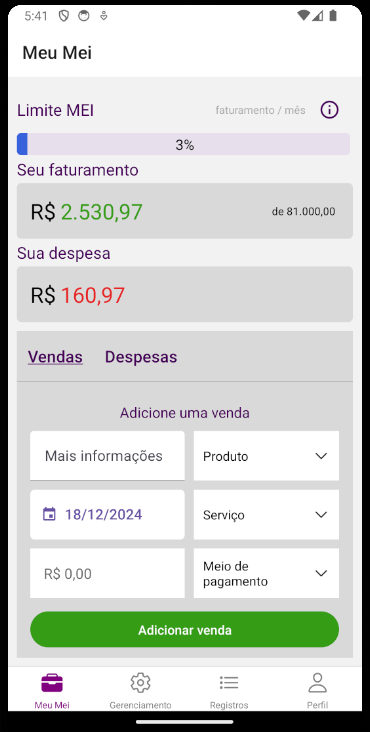 5:41
Meu Mei
Limite MEI
faturamento / mês
3%
Seu faturamento
R$ 2.530,97
de 81.000,00
Sua despesa
R$ 160,97
Vendas
Despesas
Adicione uma venda
Mais informações
Produto
18/12/2024
Serviço
R$ 0,00
Meio de
pagamento
Adicionar venda
Meu Mei
Gerenciamento
Registros
Perfil